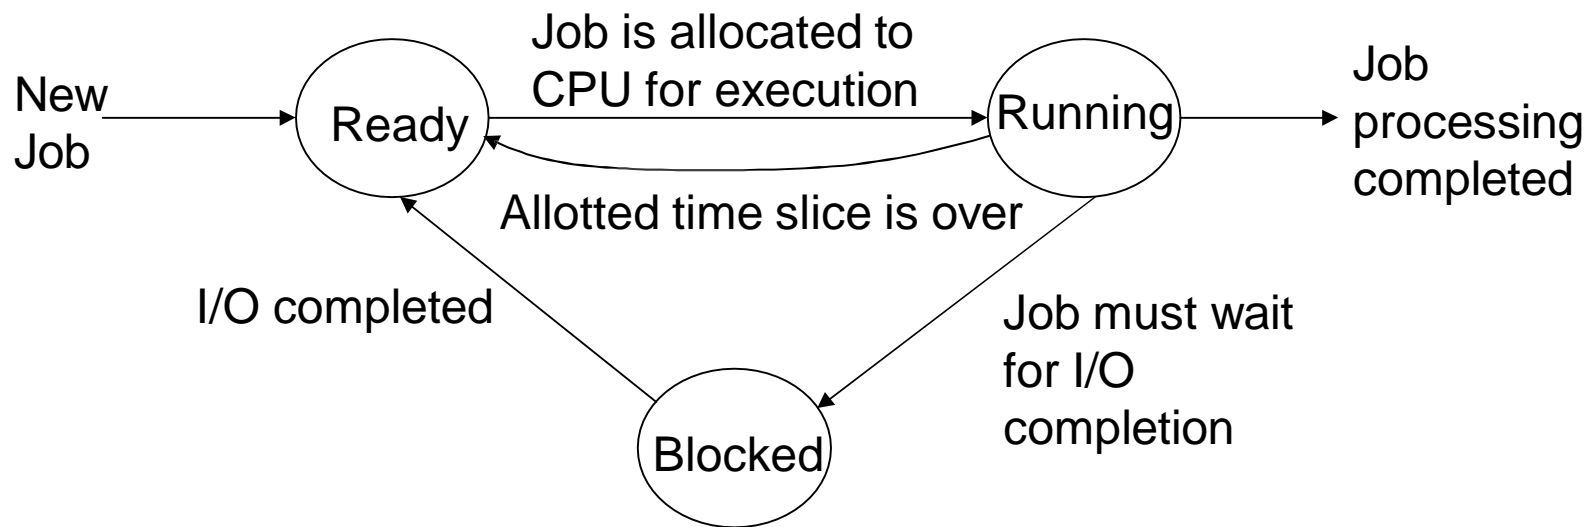 Job is allocated to
CPU for execution
New
Job
Ready
Running
Job
processing
completed
Allotted time slice is over
I/O completed
Job must wait
for I/O
completion
Blocked